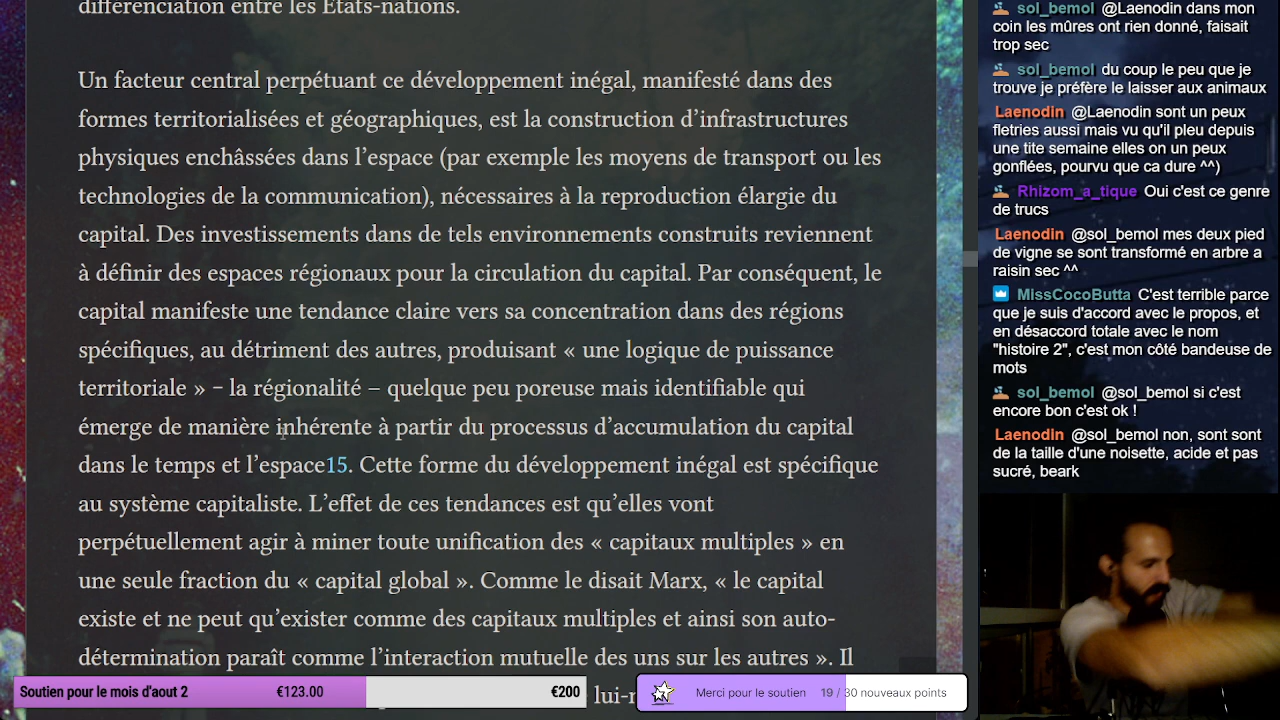 différenciation entre les États-nations.
Un facteur central perpétuant ce développement inégal, manifesté dans des
formes territorialisées et géographiques, est la construction d’infrastructures
physiques enchâssées dans l’espace (par exemple les moyens de transport ou les
technologies de la communication), nécessaires à la reproduction élargie du
capital. Des investissements dans de tels environnements construits reviennent
à définir des espaces régionaux pour la circulation du capital. Par conséquent, le
capital manifeste une tendance claire vers sa concentration dans des régions
spécifiques, au détriment des autres, produisant « une logique de puissance
territoriale » – la régionalité – quelque peu poreuse mais identifiable qui
émerge de manière inhérente à partir du processus d’accumulation du capital
dans le temps et l’espace15. Cette forme du développement inégal est spécifique
au système capitaliste. L’effet de ces tendances est qu’elles vont
perpétuellement agir à miner toute unification des « capitaux multiples » en
une seule fraction du « capital global ». Comme le disait Marx, « le capital
existe et ne peut qu’exister comme des capitaux multiples et ainsi son auto-
détermination paraît comme l’interaction mutuelle des uns sur les autres ». Il
Soutien pour le mois d'aout 2 €123.00 €200
Merci pour le soutien 19 / 30 nouveaux points
sol_bemol @Laenodin dans mon
coin les mûres ont rien donné, faisait
trop sec
sol_bemol du coup le peu que je
trouve je préfère le laisser aux animaux
Laenodin @Laenodin sont un peux
fletries aussi mais vu qu'il pleu depuis
une tite semaine elles on un peux
gonflées, pourvu que ca dure ^^)
Rhizom_a_tique Oui c'est ce genre
de trucs
Laenodin @sol_bemol mes deux pied
de vigne se sont transformé en arbre a
raisin sec ^^
MissCocoButta C'est terrible parce
que je suis d'accord avec le propos, et
en désaccord totale avec le nom
"histoire 2", c'est mon côté bandeuse de
mots
sol_bemol @sol_bemol si c'est
encore bon c'est ok !
Laenodin @sol_bemol non, sont sont
de la taille d'une noisette, acide et pas
sucré, beark